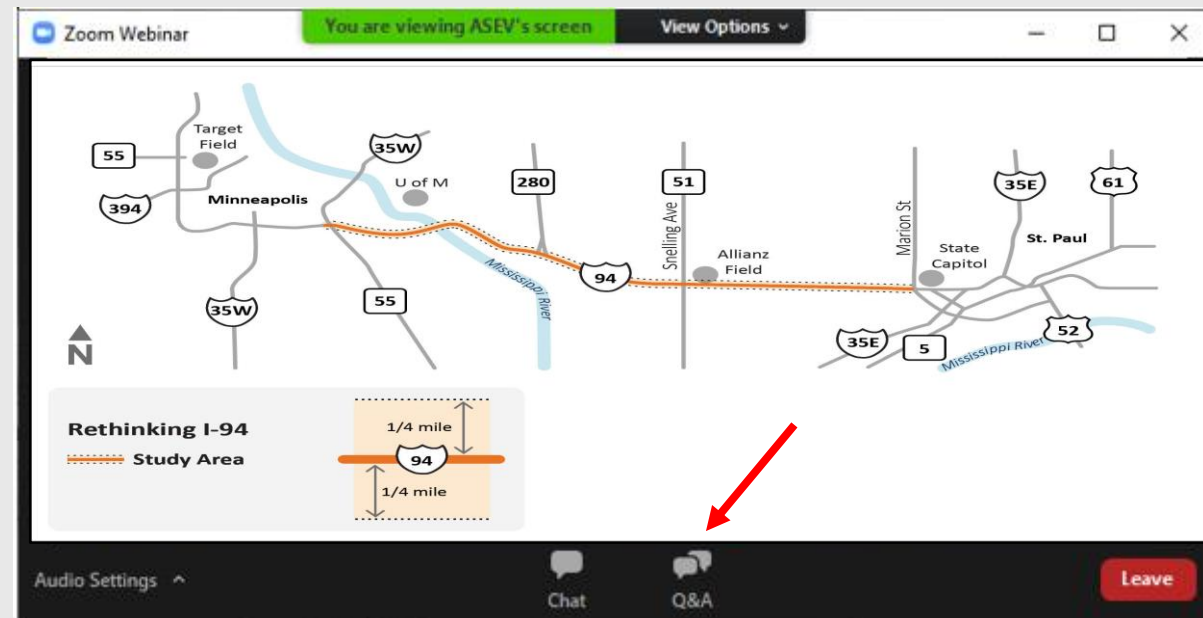 Zoom Webinar
You are viewing ASEV's screen
View Options
Target
Field
55
35W
U of M
280
51
35E
61
394
Minneapolis
Snelling Ave
Marion St
State
Capitol
St. Paul
Allianz
Field
Mississippi River
94
35W
55
N
35E
5
52
Mississippi River
Rethinking I-94
Study Area
1/4 mile
94
1/4 mile
Audio Settings
Chat
Q&A
Leave